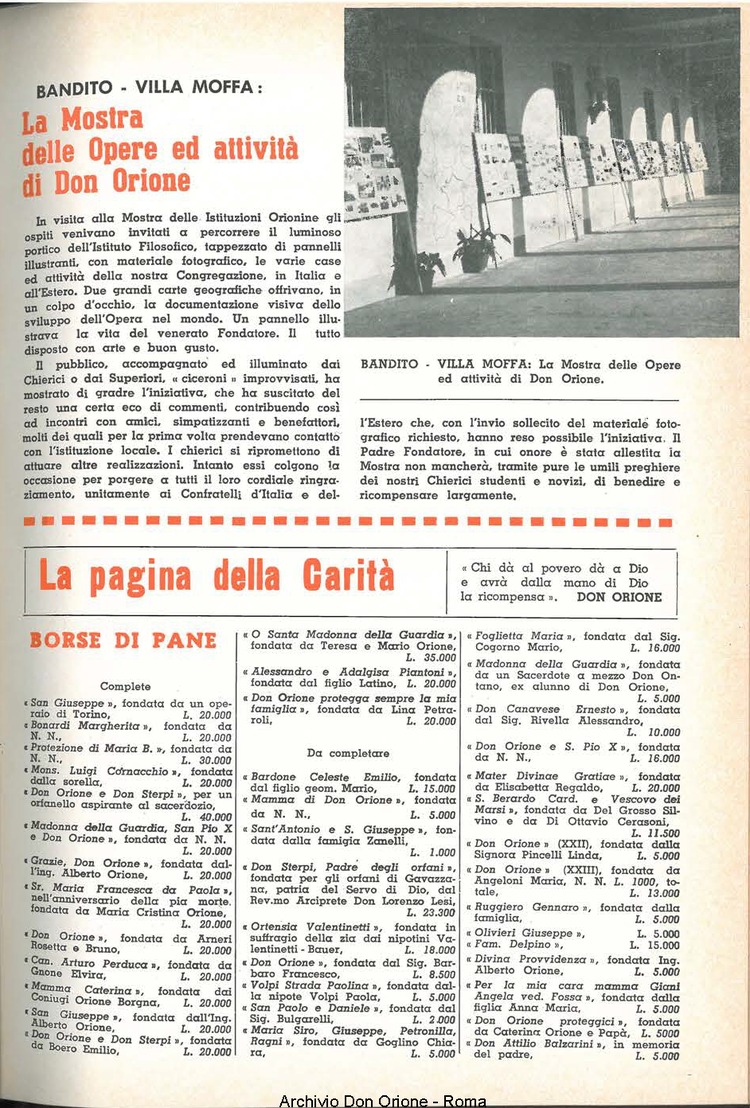 BANDITO - VILLA MOFFA:
La Mostra
delle Opere ed attività
di Don Orione
In visita alla Mostra delle Istituzioni Orionine gli
ospiti venivano invitati a percorrere il luminoso
portico dell'Istituto Filosofico, tappezzato di pannelli
illustranti, con materiale fotografico, le varie case
ed attività della nostra Congregazione, in Italia e
all'Estero. Due grandi carte geografiche offrivano, in
un colpo d'occhio, la documentazione visiva dello
sviluppo dell'Opera nel mondo. Un pannello illu-
strava la vita del venerato Fondatore. Il tutto
disposto con arte e buon gusto.
Il pubblico, accompagnato ed illuminato dai
Chierici o dai Superiori, « ciceroni » improvvisati, ha
mostrato di gradre l'iniziativa, che ha suscitato del
resto una certa eco di commenti, contribuendo così
ad incontri con amici, simpatizzanti e benefattori,
molti dei quali per la prima volta prendevano contatto
con l'istituzione locale. I chierici si ripromettono di
attuare altre realizzazioni. Intanto essi colgono la
occasione per porgere a tutti il loro cordiale ringra-
ziamento, unitamente ai Confratelli d'Italia e del-
BANDITO - VILLA MOFFA: La Mostra delle Opere
ed attività di Don Orione.
l'Estero che, con l'invio sollecito del materiale foto-
grafico richiesto, hanno reso possibile l'iniziativa. Il
Padre Fondatore, in cui onore è stata allestita la
Mostra non mancherà, tramite pure le umili preghiere
dei nostri Chierici studenti e novizi, di benedire e
ricompensare largamente.
La pagina della Carità
« Chi dà al povero dà a Dio
e avrà dalla mano di Dio
la ricompensa ». DON ORIONE
BORSE DI PANE
Complete
« San Giuseppe », fondata da un ope-
raio di Torino, L. 20.000
« Bonardi Margherita », fondata da
N. N., L. 20.000
« Protezione di Maria B. », fondata da
N. N., L. 30.000
« Mons. Luigi Cornacchio », fondata
dalla sorella, L. 20.000
« Don Orione e Don Sterpi », per un
orfanello aspirante al sacerdozio,
L. 40.000
« Madonna della Guardia, San Pio X
e Don Orione », fondata da N. N.
L. 20.000
« Grazie, Don Orione », fondata dal-
l'ing. Alberto Orione, L. 20.000
« Sr. Maria Francesca da Paola »,
nell'anniversario della pia morte.
fondata da Maria Cristina Orione,
L. 20.000
« Don Orione », fondata da Arneri
Rosetta e Bruno, L. 20.000
« Can. Arturo Perduca », fondata da
Gnone Elvira, L. 20.000
« Mamma Caterina », fondata dai
Coniugi Orione Borgna, L. 20.000
« San Giuseppe », fondata dall'Ing.
Alberto Orione, L. 20.000
« Don Orione e Don Sterpi », fondata
da Boero Emilio, L. 20.000
« O Santa Madonna della Guardia »,
fondata da Teresa e Mario Orione,
L. 35.000
« Alessandro e Adalgisa Piantoni »,
fondata dal figlio Latino, L. 20.000
« Don Orione protegga sempre la mia
famiglia », fondata da Lina Petra-
roli, L. 20.000
Da completare
« Bardone Celeste Emilio, fondata
dal figlio geom. Mario, L. 15.000
« Mamma di Don Orione », fondata
da N. N., L. 5.000
« Sant'Antonio e S. Giuseppe », fon-
data dalla famigia Zanelli,
L. 1.000
« Don Sterpi, Padre degli orfani »,
fondata per gli orfani di Gavazza-
na, patria del Servo di Dio, dal
Rev.mo Arciprete Don Lorenzo Lesi,
L. 23.300
« Ortensia Valentinetti », fondata in
suffragio della zia dai nipotini Va-
lentinetti - Bauer, L. 18.000
« Don Orione », fondata dal Sig. Bar-
baro Francesco, L. 8.500
« Volpi Strada Paolina », fondata dal-
la nipote Volpi Paola, L. 5.000
« San Paolo e Daniele », fondata dal
Sig. Bulgarelli, L. 2.000
« Maria Siro, Giuseppe, Petronilla,
Ragni », fondata da Goglino Chia-
ra, L. 5.000
« Foglietta Maria », fondata dal Sig.
Cogorno Mario, L. 16.000
« Madonna della Guardia », fondata
da un Sacerdote a mezzo Don On-
tano, ex alunno di Don Orione,
L. 5.000
« Don Canavese Ernesto », fondata
dal Sig. Rivella Alessandro,
L. 10.000
« Don Orione e S. Pio X », fondata
da N. N., L. 16.000
« Mater Divinae Gratiae », fondata
da Elisabetta Regaldo, L. 20.000
« S. Berardo Card. e Vescovo dei
Marsi », fondata da Del Grosso Sil-
vino e da Di Ottavio Cerasoni,
L. 11.500
« Don Orione » (XXII), fondata dalla
Signora Pincelli Linda, L. 5.000
« Don Orione » (XXIII), fondata da
Angeloni Maria, N. N. L. 1000, to-
tale, L. 13.000
« Ruggiero Gennaro », fondata dalla
famiglia, L. 5.000
« Olivieri Giuseppe », L. 5.000
« Fam. Delpino », L. 15.000
« Divina Provvidenza », fondata Ing.
Alberto Orione, L. 5.000
« Per la mia cara mamma Giani
Angela ved. Fossa », fondata dalla
figlia Anna Maria, L. 5.000
« Don Orione proteggici », fondata
da Caterina Orione e Papà, L. 5000
« Don Attilio Balzarini », in memoria
del padre, L. 5.000
Archivio Don Orione - Roma